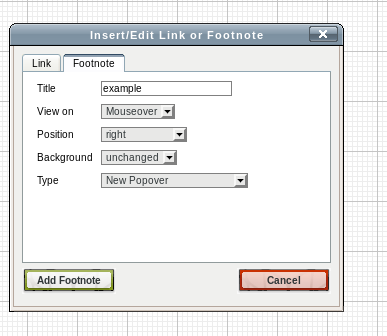 Insert/Edit Link or Footnote
Link Footnote
Title example
View on Mouseover
Position right
Background unchanged
Type New Popover
Add Footnote Cancel